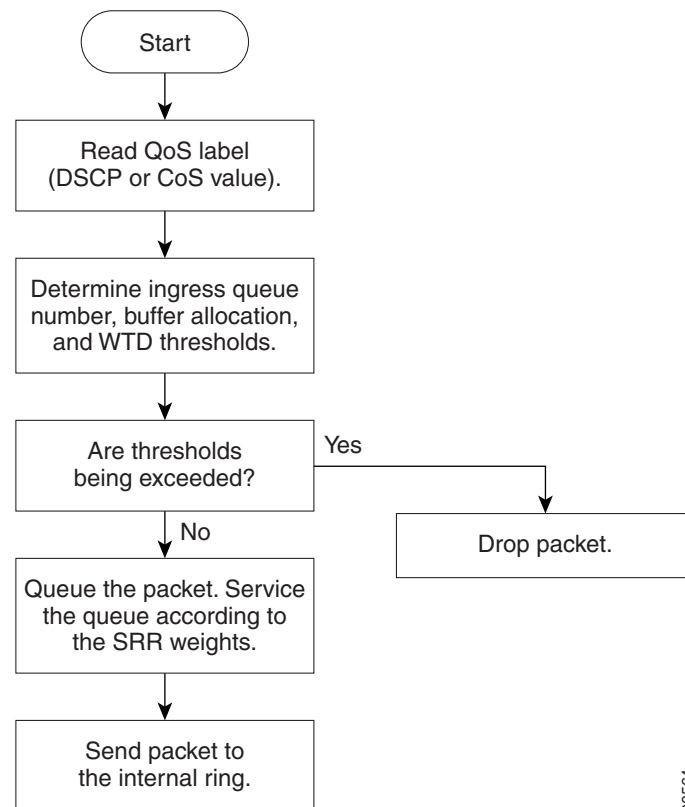 Start
Read QoS label
(DSCP or CoS value).
Determine ingress queue
number, buffer allocation,
and WTD thresholds.
Are thresholds
being exceeded?
Yes
No
Drop packet.
Queue the packet. Service
the queue according to
the SRR weights.
Send packet to
the internal ring.